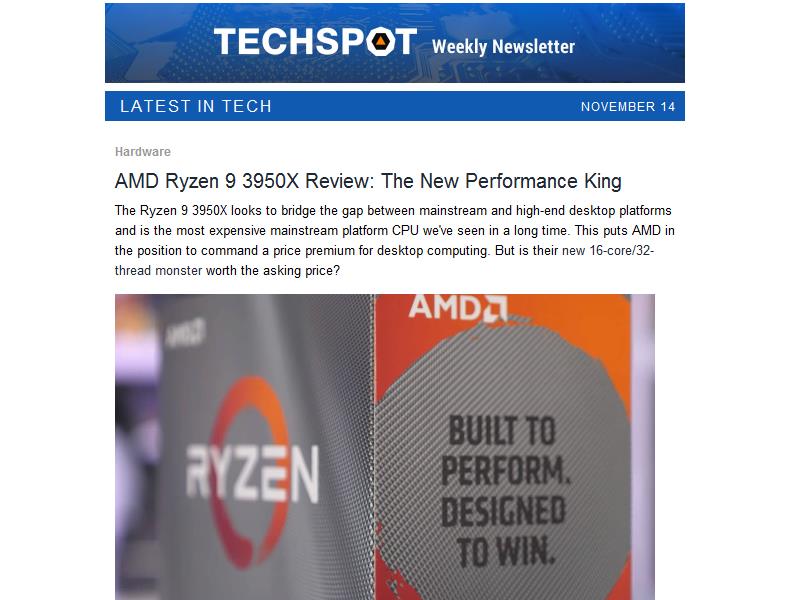 TECHSPOT Weekly Newsletter
LATEST IN TECH NOVEMBER 14
Hardware
AMD Ryzen 9 3950X Review: The New Performance King
The Ryzen 9 3950X looks to bridge the gap between mainstream and high-end desktop platforms
and is the most expensive mainstream platform CPU we've seen in a long time. This puts AMD in
the position to command a price premium for desktop computing. But is their new 16-core/32-
thread monster worth the asking price?
AMD
AMD
RYZEN
BUILT TO
PERFORM.
DESIGNED
TO WIN.